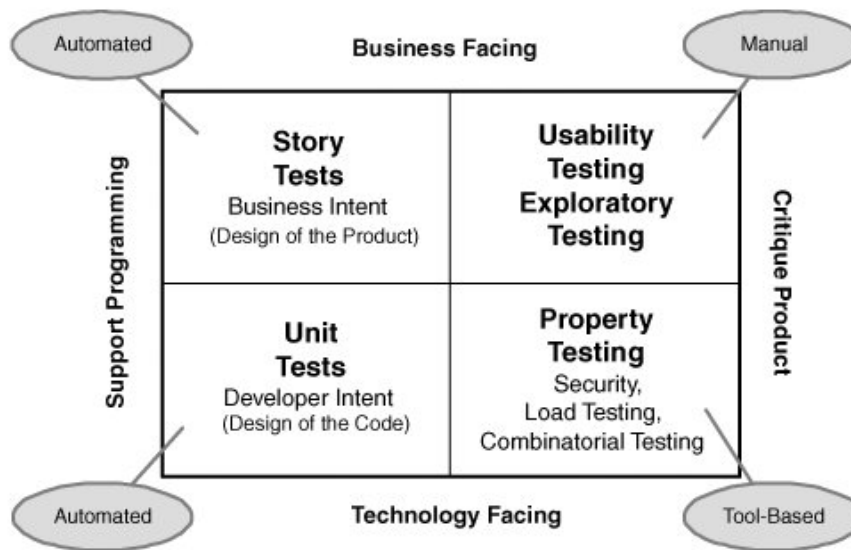 Automated
Business Facing
Manual
Support Programming
Story
Tests
Business Intent
(Design of the Product)
Usability
Testing
Exploratory
Testing
Critique Product
Unit
Tests
Developer Intent
(Design of the Code)
Property
Testing
Security,
Load Testing,
Combinatorial Testing
Automated
Technology Facing
Tool-Based